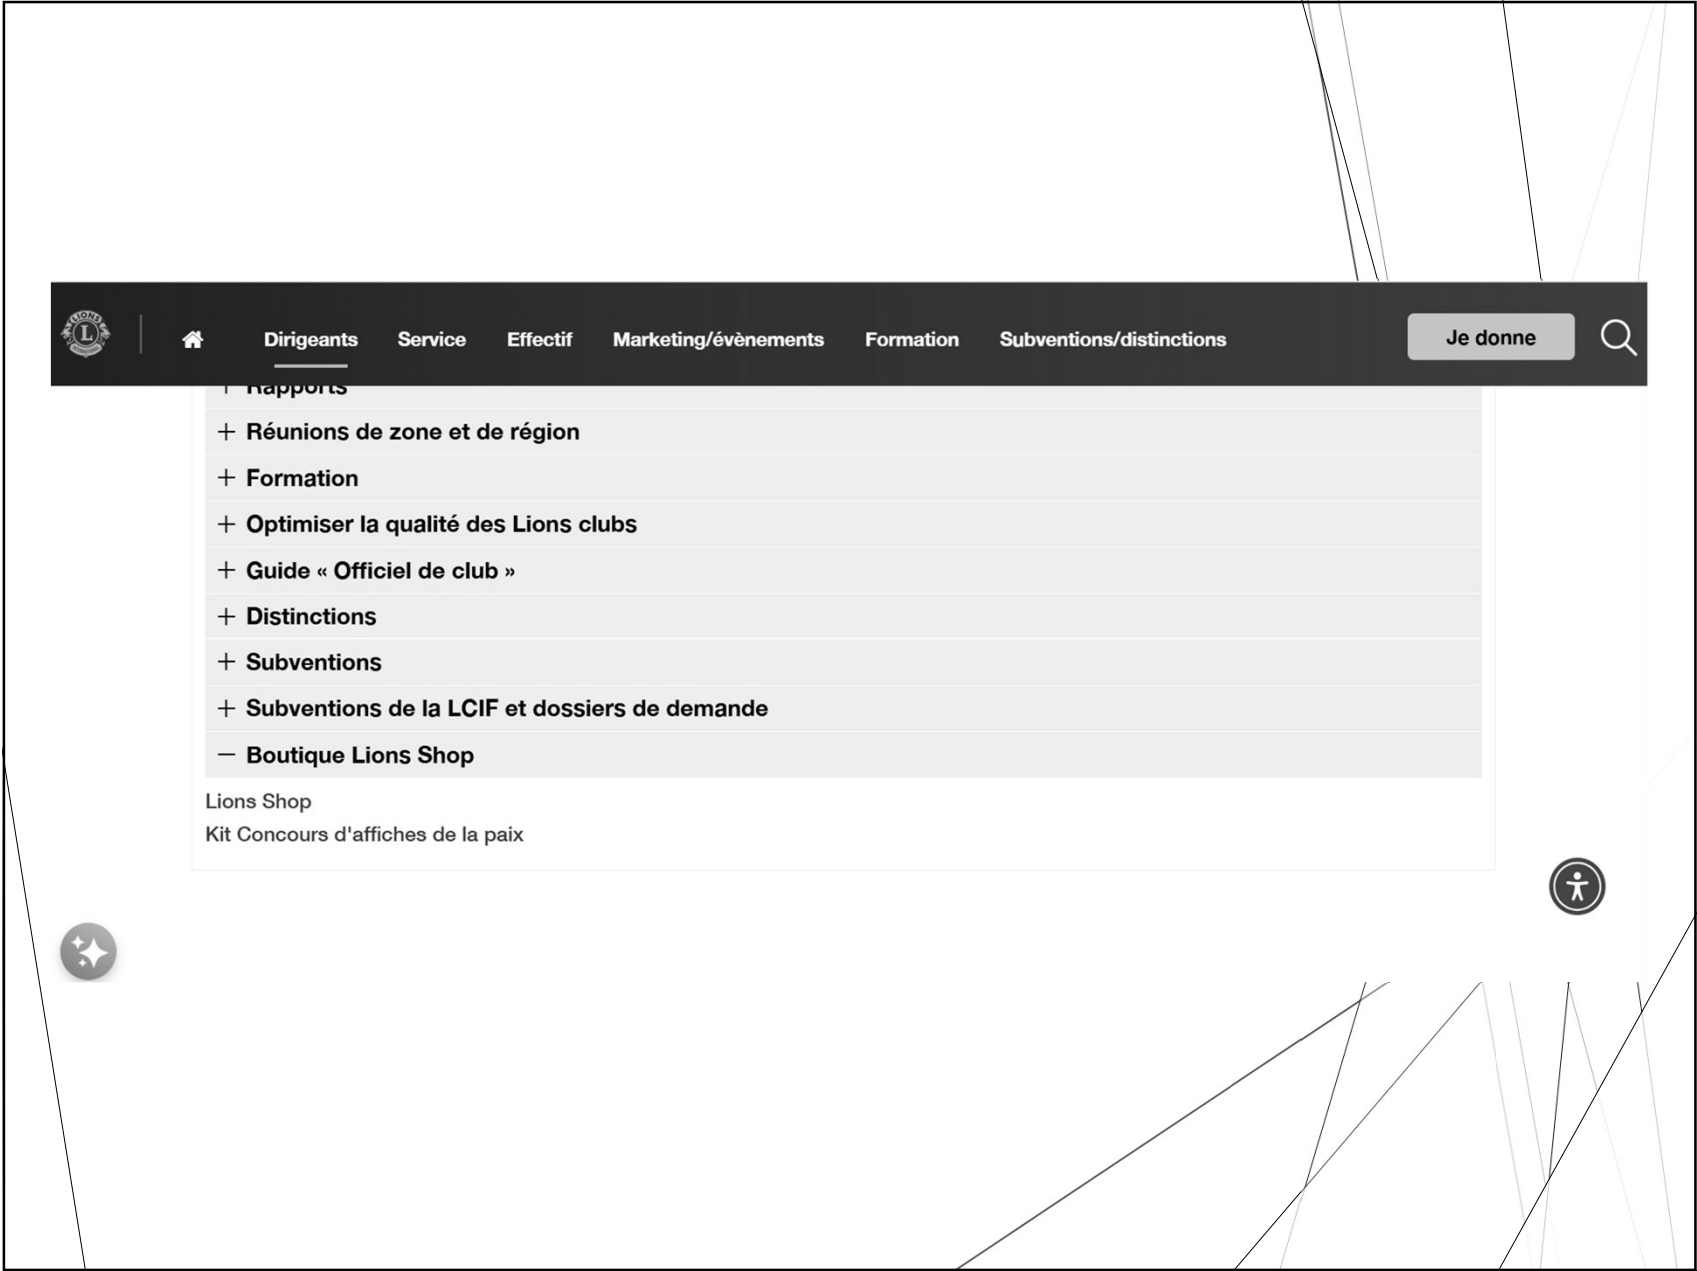 LIONS
L
Dirigeants Service Effectif Marketing/évènements Formation Subventions/distinctions Je donne
+ Rapports
+ Réunions de zone et de région
+ Formation
+ Optimiser la qualité des Lions clubs
+ Guide « Officiel de club »
+ Distinctions
+ Subventions
+ Subventions de la LCIF et dossiers de demande
− Boutique Lions Shop
Lions Shop
Kit Concours d'affiches de la paix